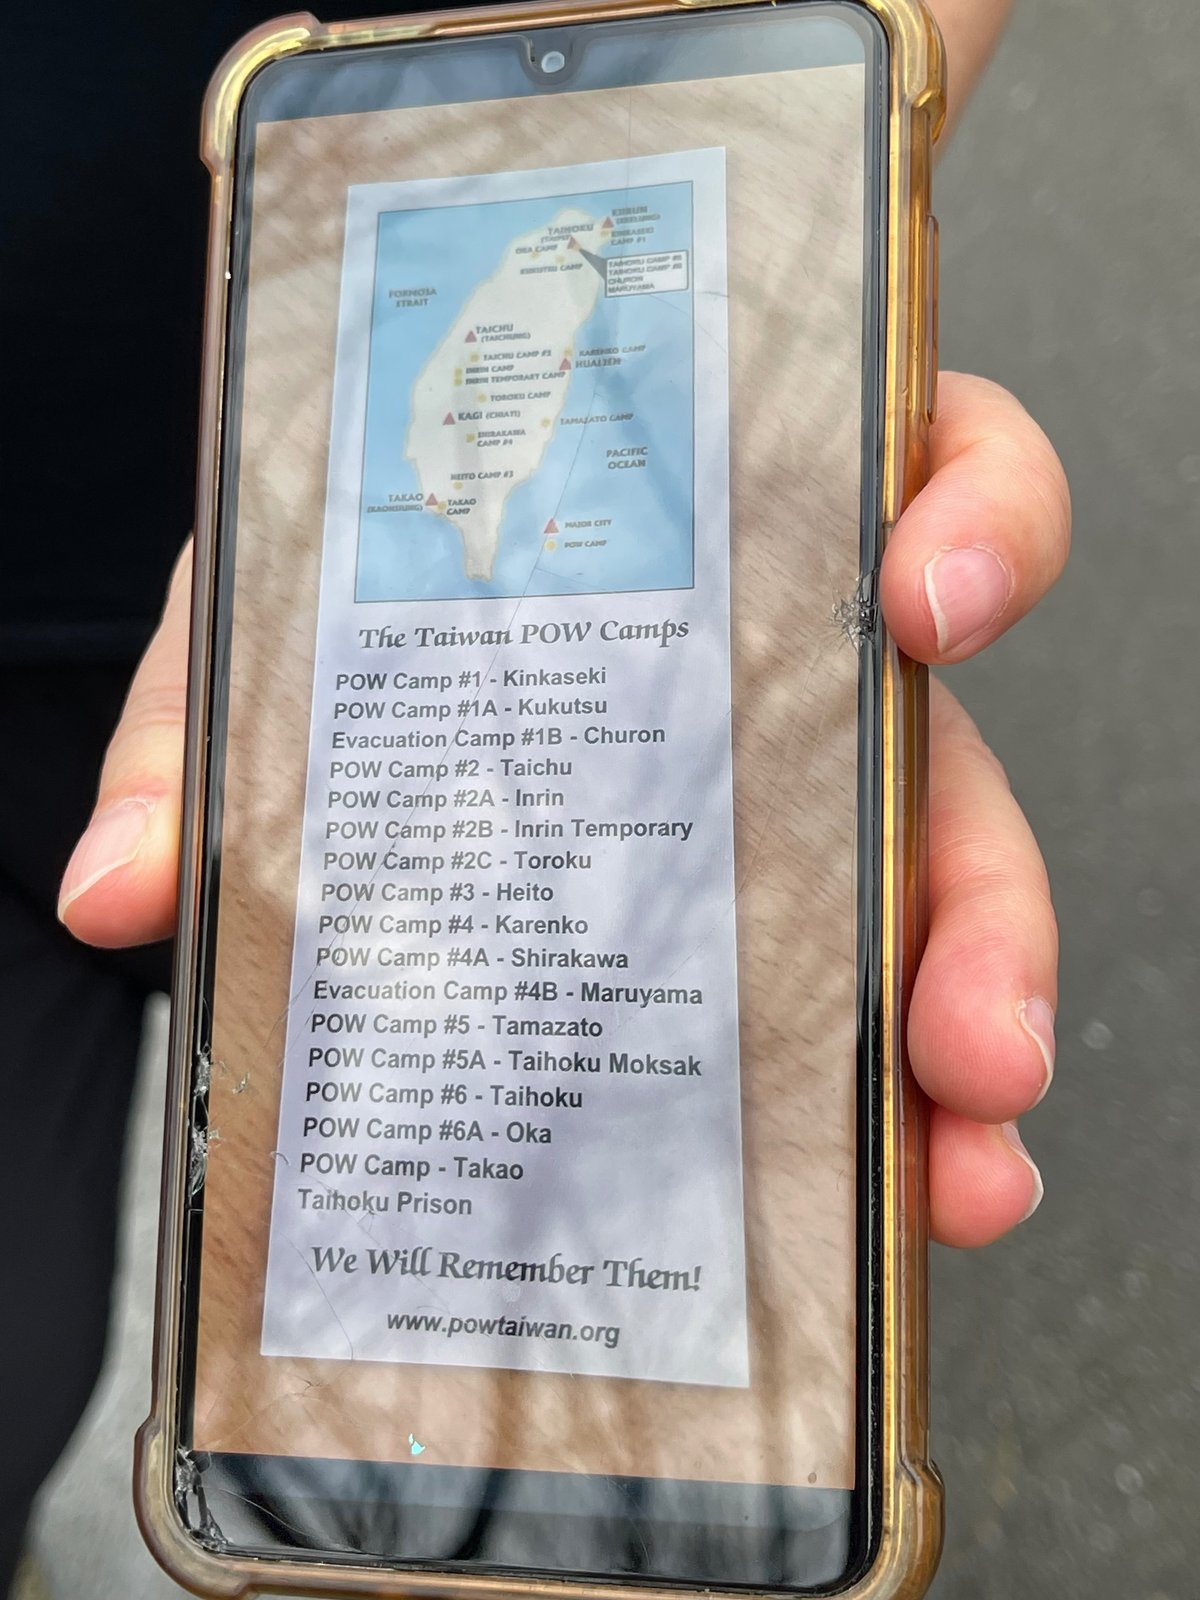 KEELUNG
(KEELUNG)
TAIHOKU
(TAIPEI)
KINKASEKI
CAMP #1
OKA CAMP
KUKUTSU CAMP
TAIHOKU CAMP #5
TAIHOKU CAMP #6
CHURON
MARUYAMA
FORMOSA
STRAIT
TAICHU
(TAICHUNG)
TAICHU CAMP #2
KARENKO CAMP
HUALIEN
INRIN CAMP
INRIN TEMPORARY CAMP
TOROKU CAMP
KAGI (CHIAYI)
TAMAZATO CAMP
SHIRAKAWA
CAMP #4
PACIFIC
OCEAN
HEITO CAMP #3
TAKAO
(KAOHSIUNG)
TAKAO
CAMP
MAJOR CITY
POW CAMP
The Taiwan POW Camps
POW Camp #1 - Kinkaseki
POW Camp #1A - Kukutsu
Evacuation Camp #1B - Churon
POW Camp #2 - Taichu
POW Camp #2A - Inrin
POW Camp #2B - Inrin Temporary
POW Camp #2C - Toroku
POW Camp #3 - Heito
POW Camp #4 - Karenko
POW Camp #4A - Shirakawa
Evacuation Camp #4B - Maruyama
POW Camp #5 - Tamazato
POW Camp #5A - Taihoku Moksak
POW Camp #6 - Taihoku
POW Camp #6A - Oka
POW Camp - Takao
Taihoku Prison
We Will Remember Them!
www.powtaiwan.org